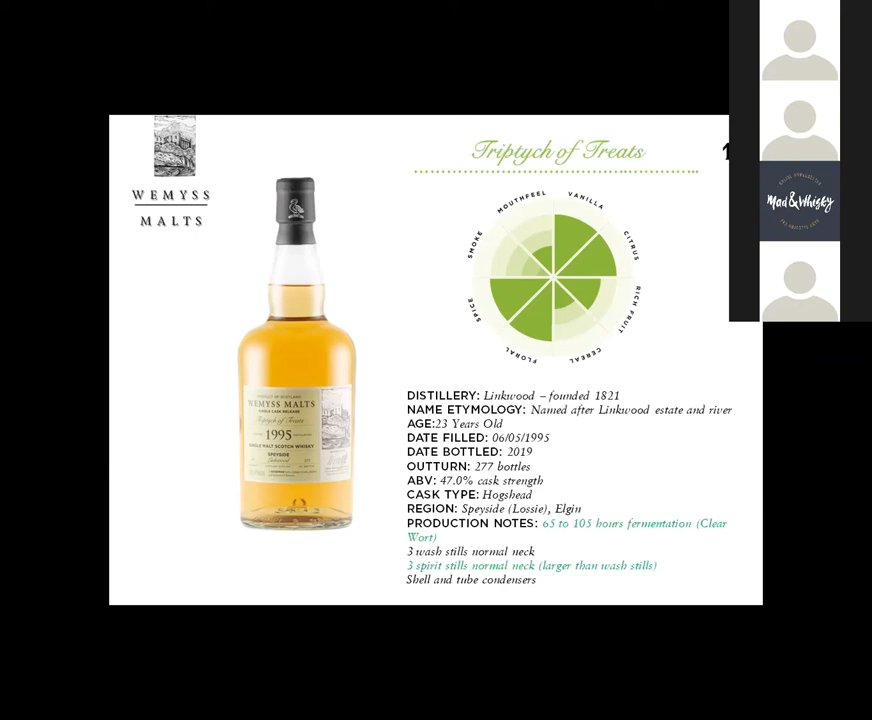 WEMYSS
MALTS
Triptych of Treats
1
MOUTHFEEL
VANILLA
CITRUS
RICH FRUIT
CEREAL
FLORAL
SPICE
SMOKE
Mad&Whisky
WEMYSS MALTS
SINGLE CASK RELEASE
Triptych of Treats
1995
SINGLE MALT SCOTCH WHISKY
SPEYSIDE
DISTILLERY: Linkwood – founded 1821
NAME ETYMOLOGY: Named after Linkwood estate and river
AGE:23 Years Old
DATE FILLED: 06/05/1995
DATE BOTTLED: 2019
OUTTURN: 277 bottles
ABV: 47.0% cask strength
CASK TYPE: Hogshead
REGION: Speyside (Lossie), Elgin
PRODUCTION NOTES: 65 to 105 hours fermentation (Clear
Wort)
3 wash stills normal neck
3 spirit stills normal neck (larger than wash stills)
Shell and tube condensers